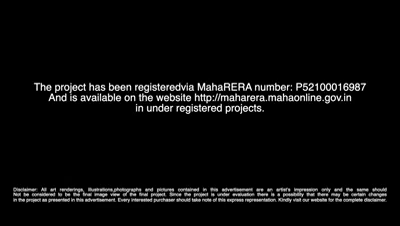 The project has been registeredvia MahaRERA number: P52100016987
And is available on the website http://maharera.mahaonline.gov.in
in under registered projects.
Disclaimer: All art renderings, illustrations,photographs and pictures contained in this advertisement are an artist's impression only and the same should
Not be considered to be the final image view of the final project. Since the project is under evaluation there is a possibility that there may be certain changes
in the project as presented in this advertisement. Every interested purchaser should take note of this express representation. Kindly visit our website for the complete disclaimer.